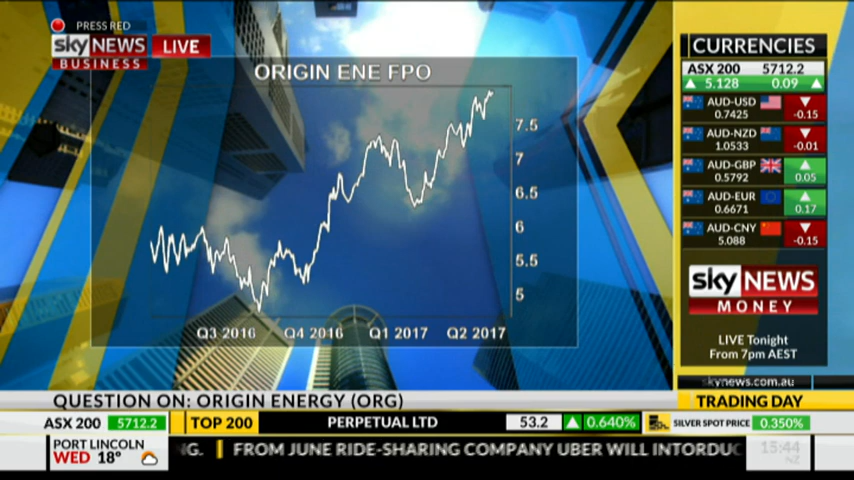 PRESS RED
sky NEWS LIVE
BUSINESS
ORIGIN ENE FPO
7.5
7
6.5
6
5.5
5
Q3 2016 Q4 2016 Q1 2017 Q2 2017
CURRENCIES
ASX 200 5712.2
5.128 0.09
AUD-USD
0.7425 -0.15
AUD-NZD
1.0533 -0.01
AUD-GBP
0.5792 0.05
AUD-EUR
0.6671 0.17
AUD-CNY
5.088 -0.15
sky NEWS
MONEY
LIVE Tonight
From 7pm AEST
skynews.com.au
QUESTION ON: ORIGIN ENERGY (ORG)
TRADING DAY
ASX 200 5712.2 TOP 200 PERPETUAL LTD 53.2 0.640% SILVER SPOT PRICE 0.350%
PORT LINCOLN
WED 18°
G. | FROM JUNE RIDE-SHARING COMPANY UBER WILL INTORDUC
15:44
NZ